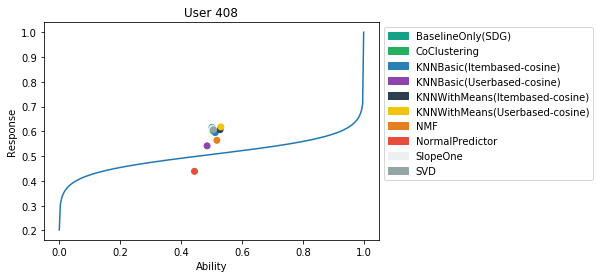 User 408
Response
1.0
0.9
0.8
0.7
0.6
0.5
0.4
0.3
0.2
0.0
0.2
0.4
0.6
0.8
1.0
Ability
BaselineOnly(SDG)
CoClustering
KNNBasic(Itembased-cosine)
KNNBasic(Userbased-cosine)
KNNWithMeans(Itembased-cosine)
KNNWithMeans(Userbased-cosine)
NMF
NormalPredictor
SlopeOne
SVD